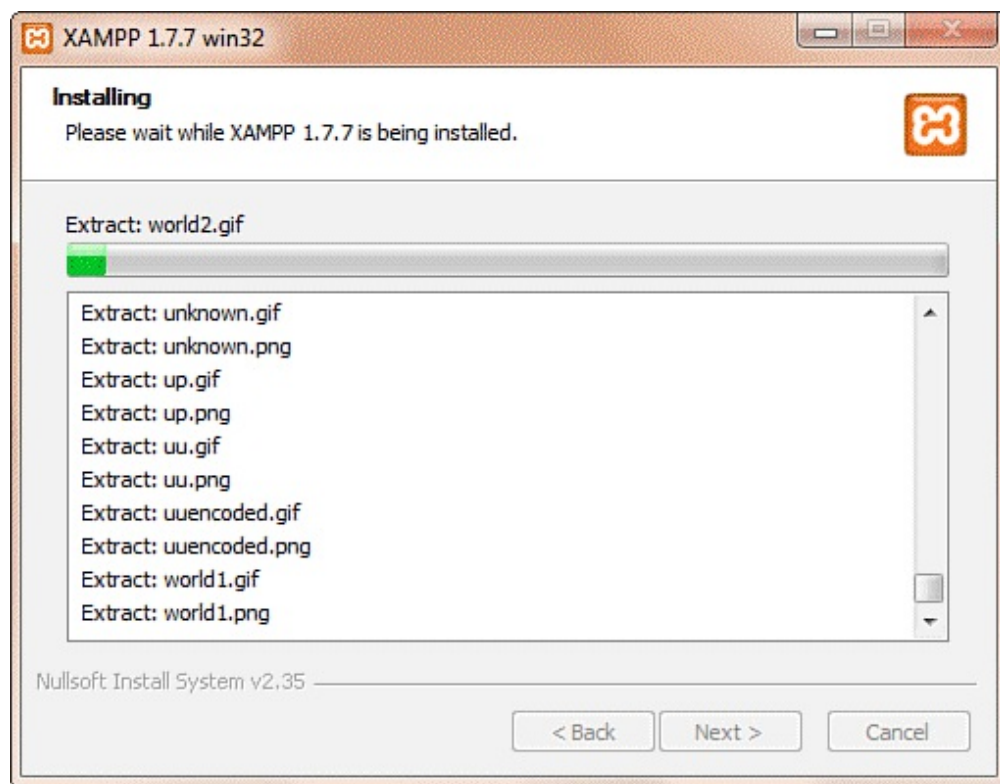 XAMPP 1.7.7 win32
Installing
Please wait while XAMPP 1.7.7 is being installed.
Extract: world2.gif
Extract: unknown.gif
Extract: unknown.png
Extract: up.gif
Extract: up.png
Extract: uu.gif
Extract: uu.png
Extract: uuencoded.gif
Extract: uuencoded.png
Extract: world1.gif
Extract: world1.png
Nullsoft Install System v2.35
< Back Next > Cancel